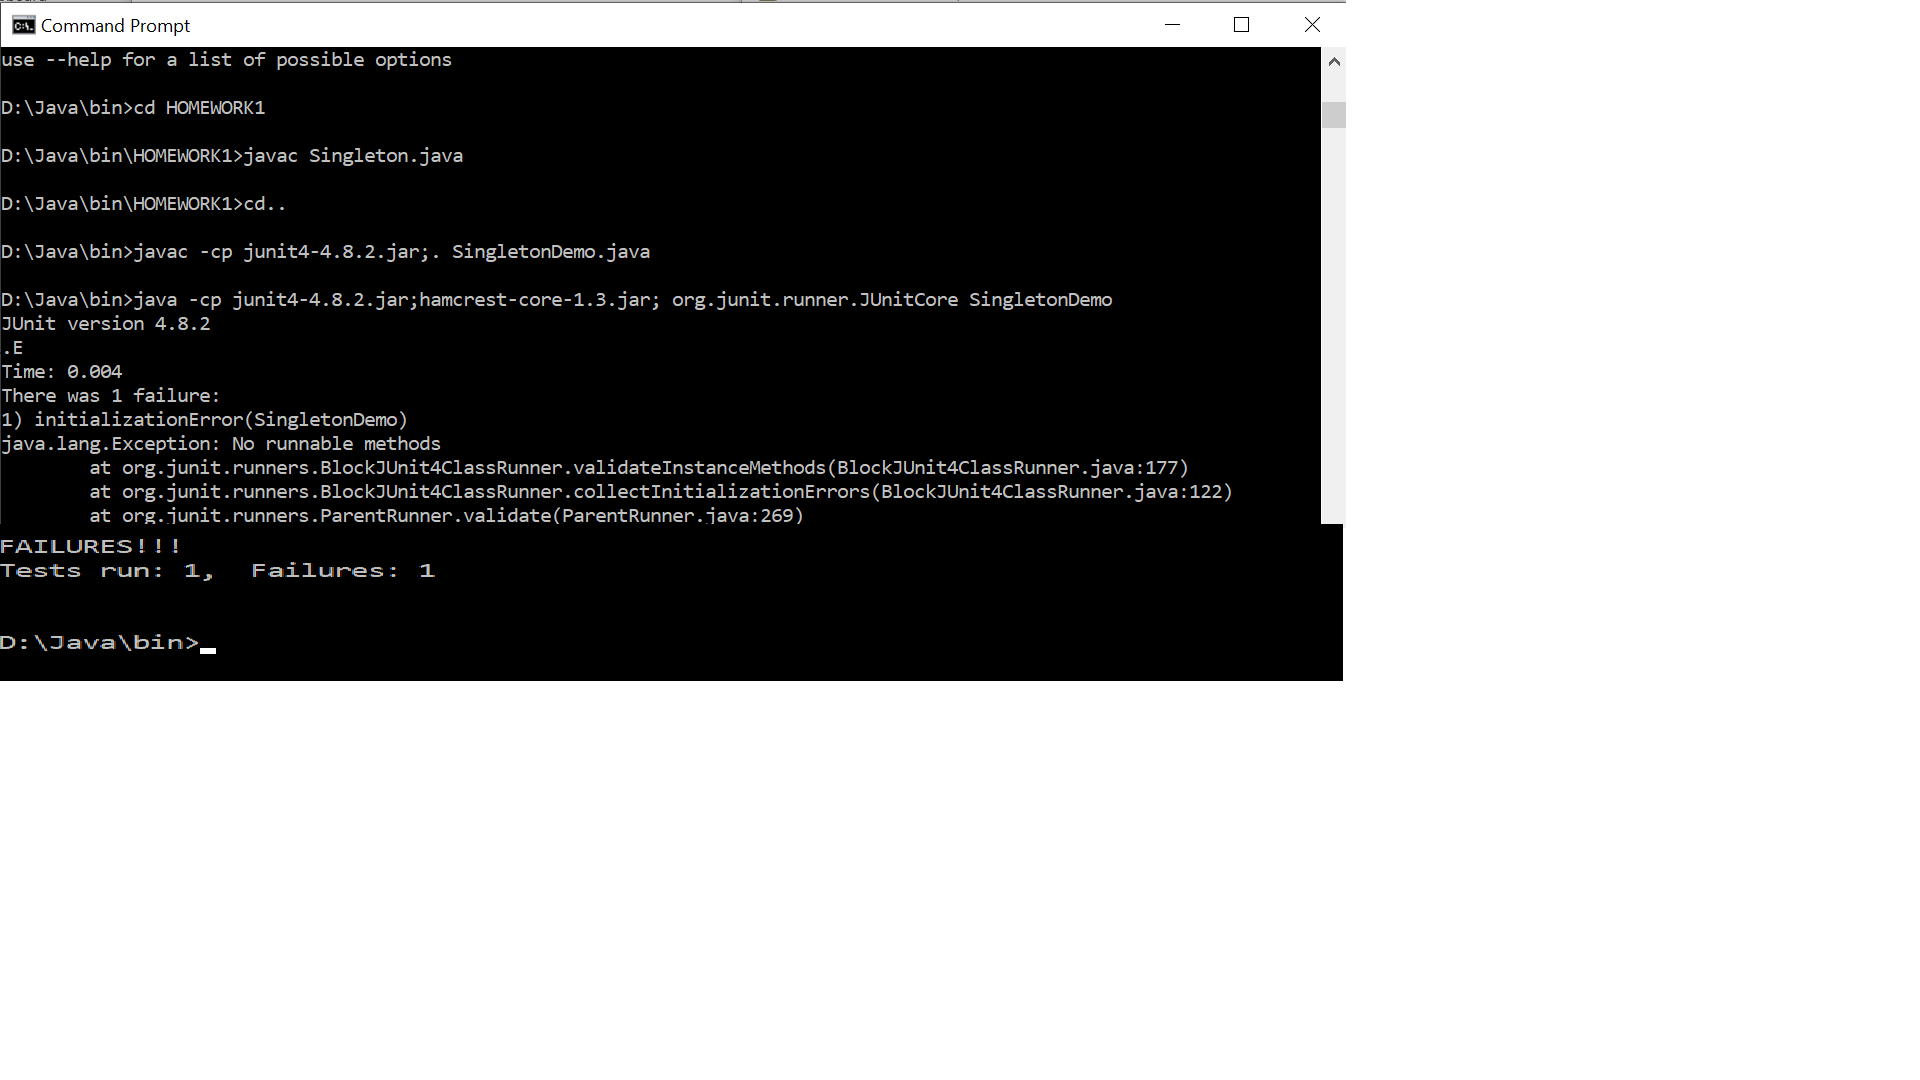 Command Prompt
use --help for a list of possible options
D:\Java\bin>cd HOMEWORK1
D:\Java\bin\HOMEWORK1>javac Singleton.java
D:\Java\bin\HOMEWORK1>cd..
D:\Java\bin>javac -cp junit4-4.8.2.jar;. SingletonDemo.java
D:\Java\bin>java -cp junit4-4.8.2.jar;hamcrest-core-1.3.jar; org.junit.runner.JUnitCore SingletonDemo
JUnit version 4.8.2
.E
Time: 0.004
There was 1 failure:
1) initializationError(SingletonDemo)
java.lang.Exception: No runnable methods
at org.junit.runners.BlockJUnit4ClassRunner.validateInstanceMethods(BlockJUnit4ClassRunner.java:177)
at org.junit.runners.BlockJUnit4ClassRunner.collectInitializationErrors(BlockJUnit4ClassRunner.java:122)
at org.junit.runners.ParentRunner.validate(ParentRunner.java:269)
FAILURES!!!
Tests run: 1,  Failures: 1
D:\Java\bin>